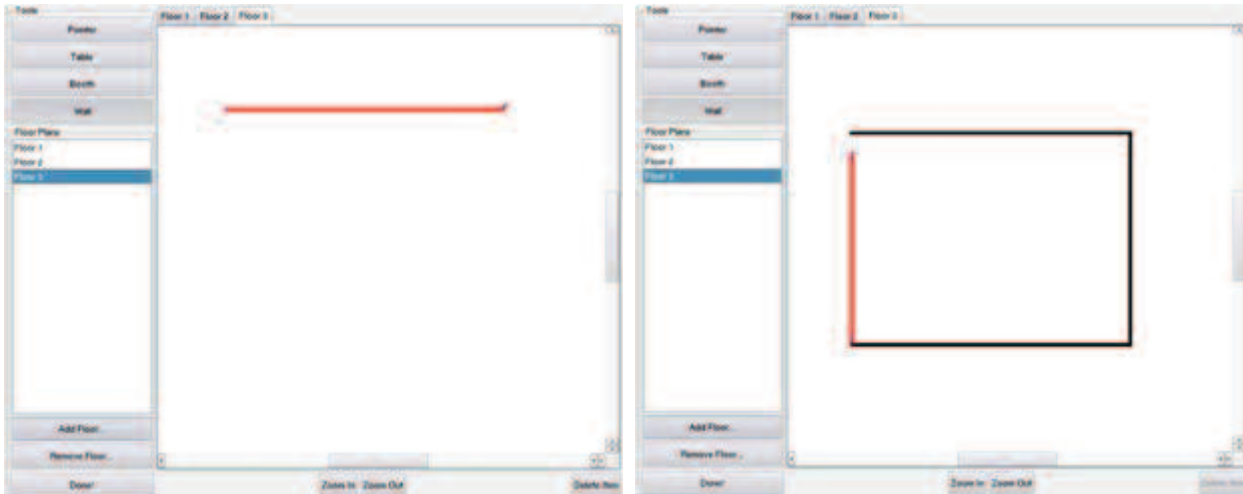 Tools
Floor 1 Floor 2 Floor 3
Pointer
Table
Booth
Wall
Floor Plans
Floor 1
Floor 2
Floor 3
Add Floor...
Remove Floor...
Done!
Zoom In Zoom Out
Delete Item
Tools
Floor 1 Floor 2 Floor 3
Pointer
Table
Booth
Wall
Floor Plans
Floor 1
Floor 2
Floor 3
Add Floor...
Remove Floor...
Done!
Zoom In Zoom Out
Delete Item